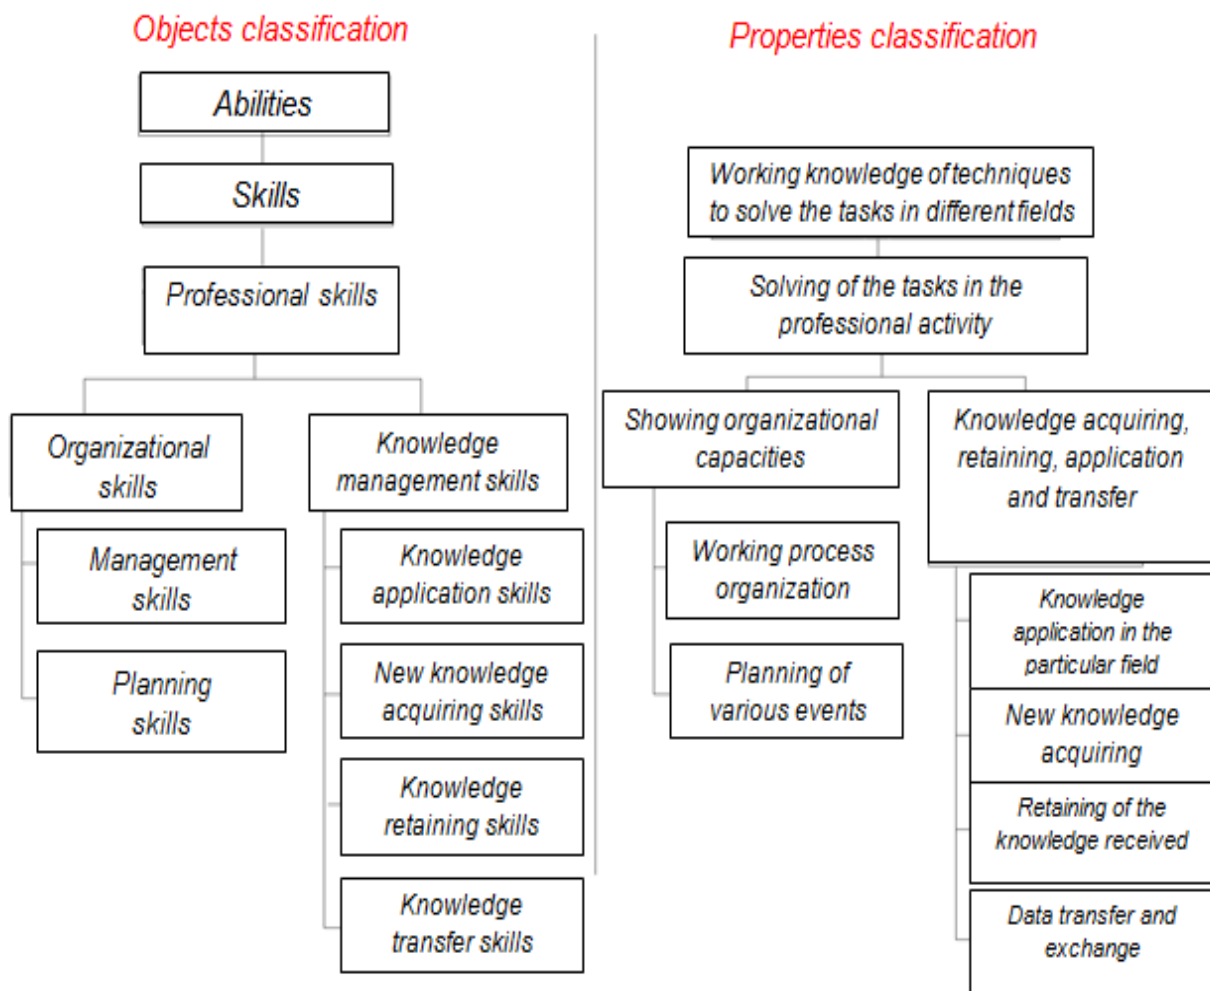 Objects classification
Abilities
Skills
Professional skills
Organizational
skills
Management
skills
Planning
skills
Knowledge
management skills
Knowledge
application skills
New knowledge
acquiring skills
Knowledge
retaining skills
Knowledge
transfer skills
Properties classification
Working knowledge of techniques
to solve the tasks in different fields
Solving of the tasks in the
professional activity
Showing organizational
capacities
Working process
organization
Planning of
various events
Knowledge acquiring,
retaining, application
and transfer
Knowledge
application in the
particular field
New knowledge
acquiring
Retaining of the
knowledge received
Data transfer and
exchange